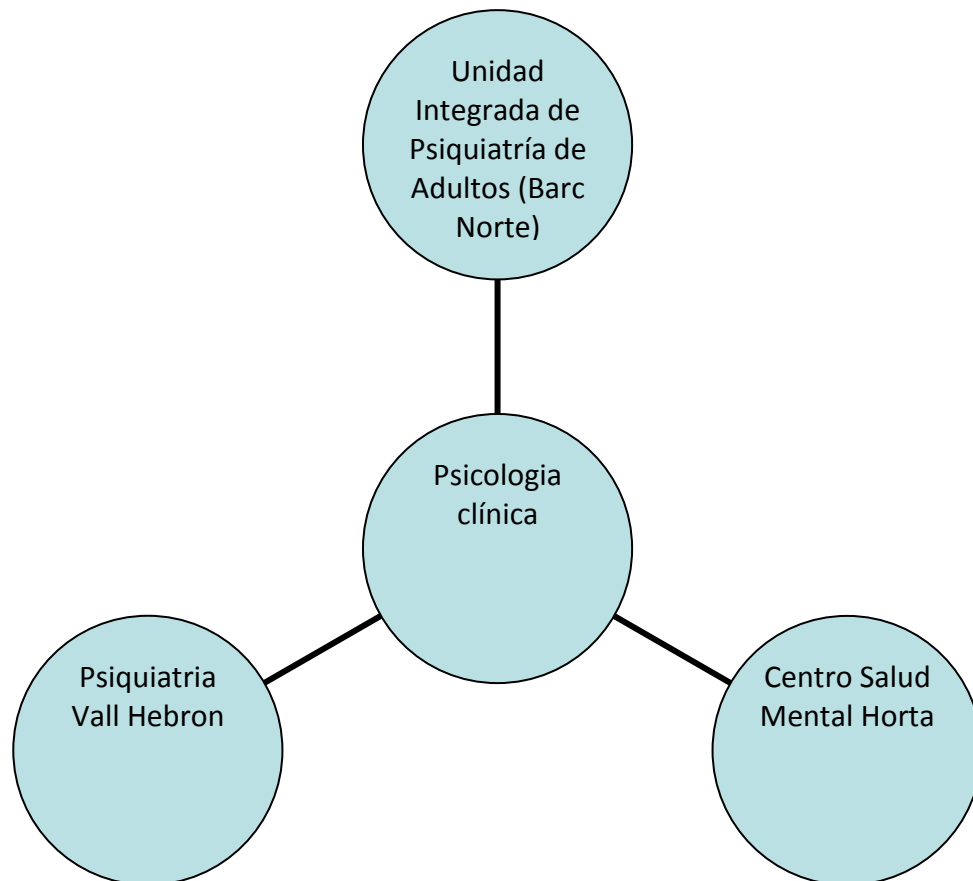 Unidad
Integrada de
Psiquiatría de
Adultos (Barc
Norte)
Psicologia
clínica
Psiquiatria
Vall Hebron
Centro Salud
Mental Horta